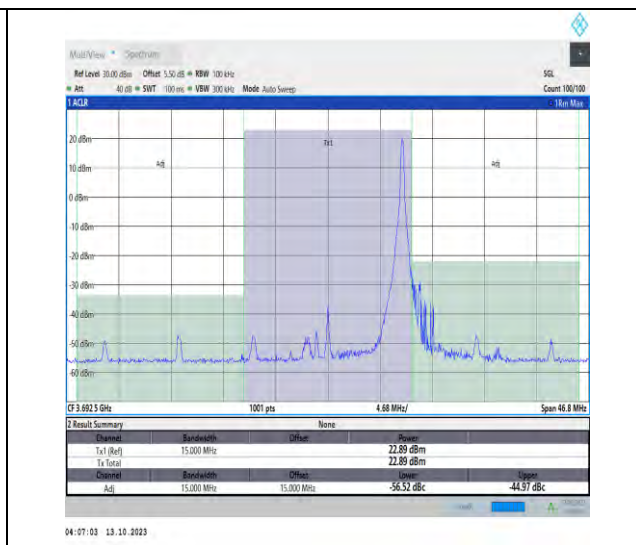 MultiView Spectrum
Ref Level 30.00 dBm Offset 5.50 dB RBW 100 kHz SGL
Att 40 dB SWT 100 ms VBW 300 kHz Mode Auto Sweep Count 100/100
1 ACLR 1Rm Max
20 dBm
Tx1
10 dBm Adj Adj
0 dBm
-10 dBm
-20 dBm
-30 dBm
-40 dBm
-50 dBm
-60 dBm
CF 3.6925 GHz 1001 pts 4.68 MHz/ Span 46.8 MHz
2 Result Summary None
Channel Bandwidth Offset Power
Tx1 (Ref) 15.000 MHz 22.89 dBm
Tx Total 22.89 dBm
Channel Bandwidth Offset Lower Upper
Adj 15.000 MHz 15.000 MHz -56.52 dBc -44.97 dBc
04:07:03 13.10.2023